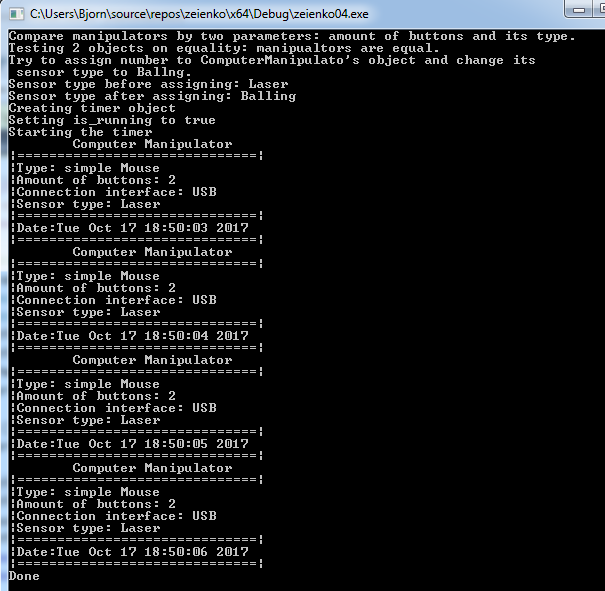 C:\Users\Bjorn\source\repos\zeienko\x64\Debug\zeienko04.exe
Compare manipulators by two parameters: amount of buttons and its type.
Testing 2 objects on equality: manipualtors are equal.
Try to assign number to ComputerManipulato's object and change its
 sensor type to Ballng.
Sensor type before assigning: Laser
Sensor type after assigning: Balling
Creating timer object
Setting is_running to true
Starting the timer
        Computer Manipulator
¦==============================¦
¦Type: simple Mouse
¦Amount of buttons: 2
¦Connection interface: USB
¦Sensor type: Laser
¦==============================¦
¦Date:Tue Oct 17 18:50:03 2017
¦==============================¦
        Computer Manipulator
¦==============================¦
¦Type: simple Mouse
¦Amount of buttons: 2
¦Connection interface: USB
¦Sensor type: Laser
¦==============================¦
¦Date:Tue Oct 17 18:50:04 2017
¦==============================¦
        Computer Manipulator
¦==============================¦
¦Type: simple Mouse
¦Amount of buttons: 2
¦Connection interface: USB
¦Sensor type: Laser
¦==============================¦
¦Date:Tue Oct 17 18:50:05 2017
¦==============================¦
        Computer Manipulator
¦==============================¦
¦Type: simple Mouse
¦Amount of buttons: 2
¦Connection interface: USB
¦Sensor type: Laser
¦==============================¦
¦Date:Tue Oct 17 18:50:06 2017
¦==============================¦
Done